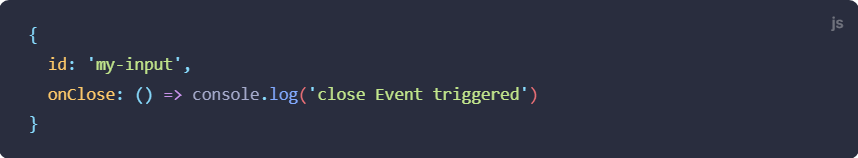 js
{
  id: 'my-input',
  onClose: () => console.log('close Event triggered')
}